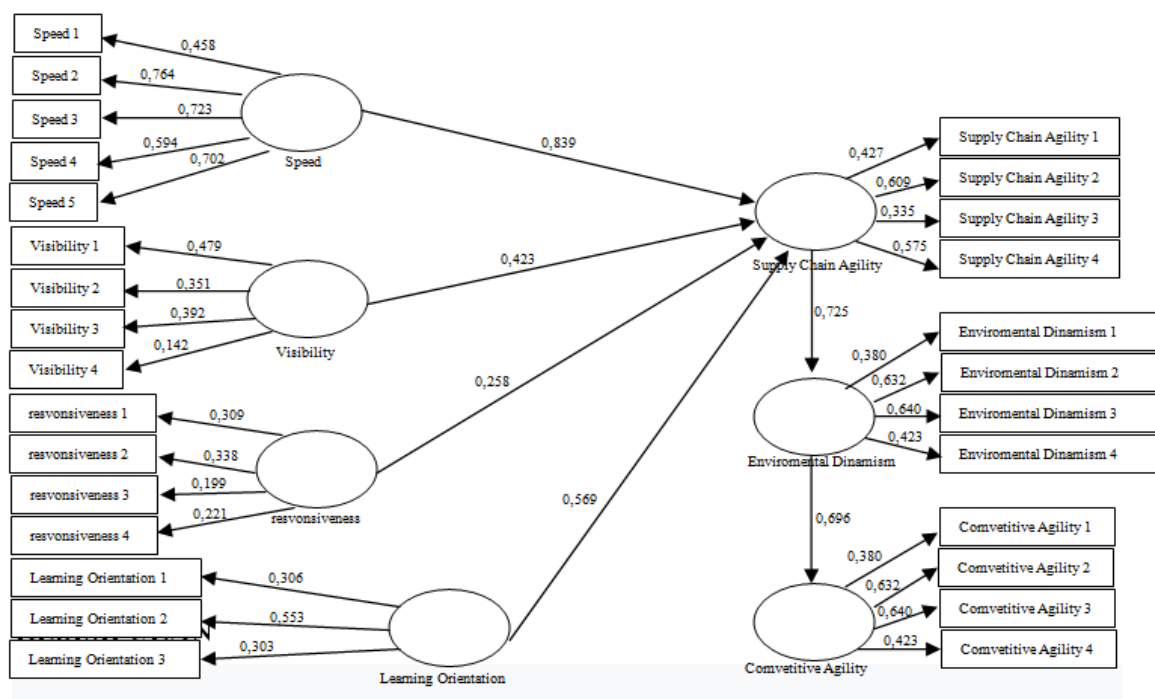 Speed 1
0,458
Speed 2
0,764
Speed 3
0,723
Speed 4
0,594
Speed 5
0,702
Speed
0,839
Visibility 1
0,479
Visibility 2
0,351
Visibility 3
0,392
Visibility 4
0,142
Visibility
0,423
resvonsiveness 1
0,309
resvonsiveness 2
0,338
resvonsiveness 3
0,199
resvonsiveness 4
0,221
resvonsiveness
0,258
Learning Orientation 1
0,306
Learning Orientation 2
0,553
Learning Orientation 3
0,303
Learning Orientation
0,569
Supply Chain Agility 1
0,427
Supply Chain Agility 2
0,609
Supply Chain Agility 3
0,335
Supply Chain Agility 4
0,575
Supply Chain Agility
0,725
Enviromental Dinamism 1
0,380
Enviromental Dinamism 2
0,632
Enviromental Dinamism 3
0,640
Enviromental Dinamism 4
0,423
Enviromental Dinamism
0,696
Comvetitive Agility 1
0,380
Comvetitive Agility 2
0,632
Comvetitive Agility 3
0,640
Comvetitive Agility 4
0,423
Comvetitive Agility